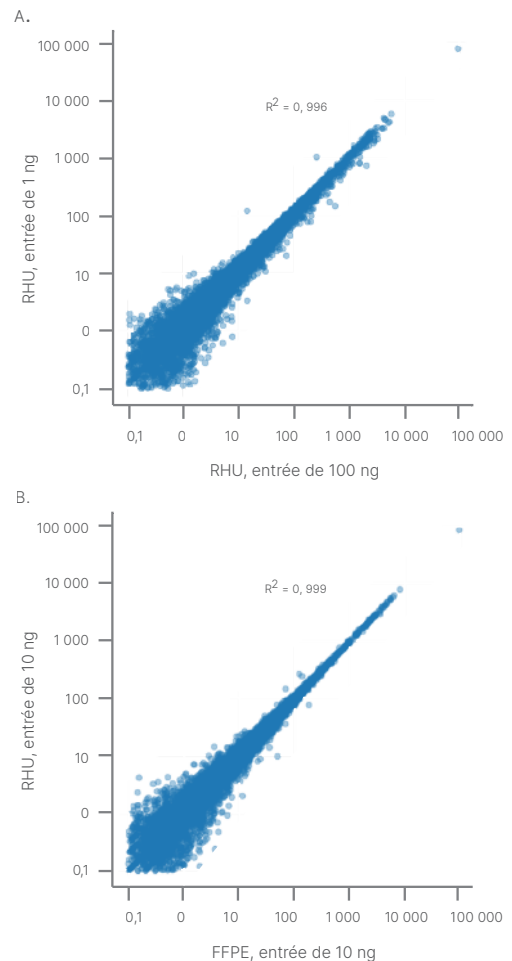 A.
100 000
10 000
1 000
100
10
0
0,1
R2 = 0, 996
RHU, entrée de 1 ng
0,1 0 10 100 1 000 10 000 100 000
RHU, entrée de 100 ng
B.
100 000
10 000
1 000
100
10
0
0,1
R2 = 0, 999
RHU, entrée de 10 ng
0,1 0 10 100 1 000 10 000 100 000
FFPE, entrée de 10 ng